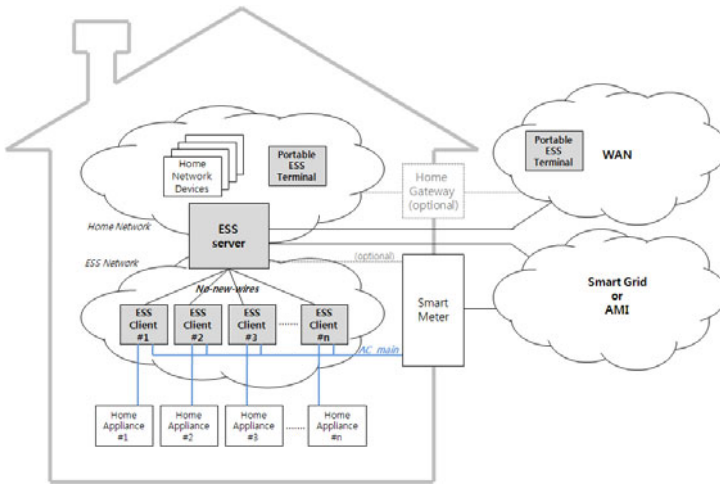 Home
Network
Devices
Portable
ESS
Terminal
Portable
ESS
Terminal
WAN
Home
Gateway
(optional)
Home Network
ESS
server
ESS Network
(optional)
No-new-wires
Smart
Meter
Smart Grid
or
AMI
ESS
Client
#1
ESS
Client
#2
ESS
Client
#3
........
ESS
Client
#n
AC main
Home
Appliance
#1
Home
Appliance
#2
Home
Appliance
#3
........
Home
Appliance
#n